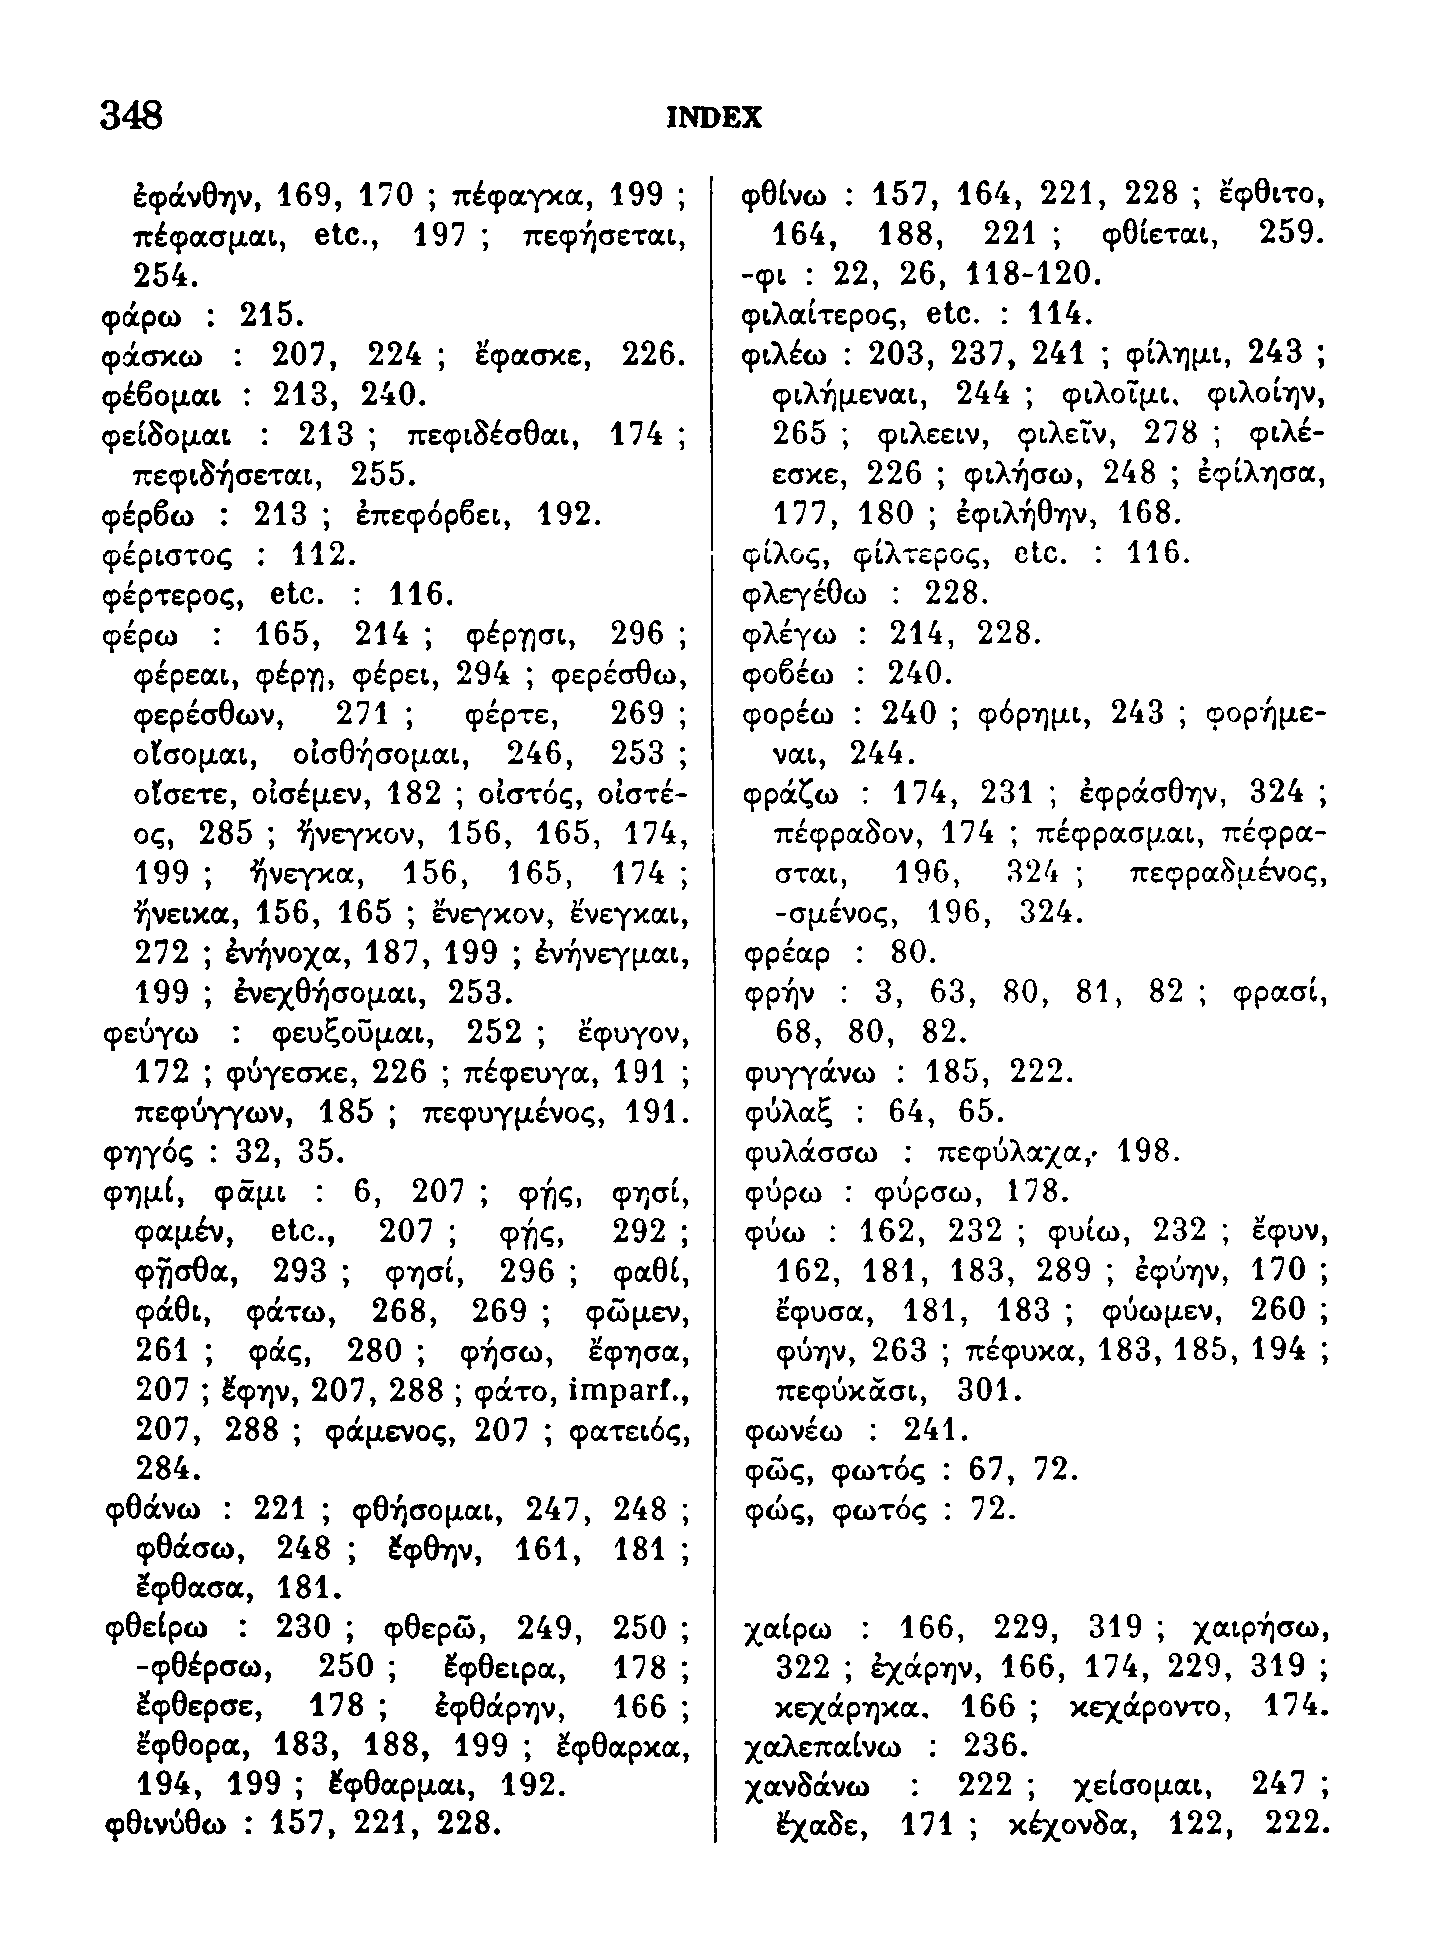 348 INDEX
ἐφάνθην, 169, 170 ; πέφαγκα, 199 ;
πέφασμαι, etc., 197 ; πεφήσεται,
254.
φάρω : 215.
φάσκω : 207, 224 ; ἔφασκε, 226.
φέϐομαι : 213, 240.
φείδομαι : 213 ; πεφιδέσθαι, 174 ;
πεφιδήσεται, 255.
φέρϐω : 213 ; ἐπεφόρϐει, 192.
φέριστος : 112.
φέρτερος, etc. : 116.
φέρω : 165, 214 ; φέρησι, 296 ;
φέρεαι, φέρῃ, φέρει, 294 ; φερέσθω,
φερέσθων, 271 ; φέρτε, 269 ;
οἴσομαι, οἰσθήσομαι, 246, 253 ;
οἴσετε, οἰσέμεν, 182 ; οἰστός, οἰστέ-
ος, 285 ; ἤνεγκον, 156, 165, 174,
199 ; ἤνεγκα, 156, 165, 174 ;
ἤνεικα, 156, 165 ; ἔνεγκον, ἔνεγκαι,
272 ; ἐνήνοχα, 187, 199 ; ἐνήνεγμαι,
199 ; ἐνεχθήσομαι, 253.
φεύγω : φευξοῦμαι, 252 ; ἔφυγον,
172 ; φύγεσκε, 226 ; πέφευγα, 191 ;
πεφύγγων, 185 ; πεφυγμένος, 191.
φηγός : 32, 35.
φημί, φᾶμι : 6, 207 ; φῄς, φησί,
φαμέν, etc., 207 ; φῄς, 292 ;
φῇσθα, 293 ; φησί, 296 ; φαθί,
φάθι, φάτω, 268, 269 ; φῶμεν,
261 ; φάς, 280 ; φήσω, ἔφησα,
207 ; ἔφην, 207, 288 ; φάτο, imparf.,
207, 288 ; φάμενος, 207 ; φατειός,
284.
φθάνω : 221 ; φθήσομαι, 247, 248 ;
φθάσω, 248 ; ἔφθην, 161, 181 ;
ἔφθασα, 181.
φθείρω : 230 ; φθερῶ, 249, 250 ;
-φθέρσω, 250 ; ἔφθειρα, 178 ;
ἔφθερσε, 178 ; ἐφθάρην, 166 ;
ἔφθορα, 183, 188, 199 ; ἔφθαρκα,
194, 199 ; ἔφθαρμαι, 192.
φθινύθω : 157, 221, 228.
φθίνω : 157, 164, 221, 228 ; ἔφθιτο,
164, 188, 221 ; φθίεται, 259.
-φι : 22, 26, 118-120.
φιλαίτερος, etc. : 114.
φιλέω : 203, 237, 241 ; φίλημι, 243 ;
φιλήμεναι, 244 ; φιλοῖμι, φιλοίην,
265 ; φιλεειν, φιλεῖν, 278 ; φιλέ-
εσκε, 226 ; φιλήσω, 248 ; ἐφίλησα,
177, 180 ; ἐφιλήθην, 168.
φίλος, φίλτερος, etc. : 116.
φλεγέθω : 228.
φλέγω : 214, 228.
φοϐέω : 240.
φορέω : 240 ; φόρημι, 243 ; φορήμε-
ναι, 244.
φράζω : 174, 231 ; ἐφράσθην, 324 ;
πέφραδον, 174 ; πέφρασμαι, πέφρα-
σται, 196, 324 ; πεφραδμένος,
-σμένος, 196, 324.
φρέαρ : 80.
φρήν : 3, 63, 80, 81, 82 ; φρασί,
68, 80, 82.
φυγγάνω : 185, 222.
φύλαξ : 64, 65.
φυλάσσω : πεφύλαχα, 198.
φύρω : φύρσω, 178.
φύω : 162, 232 ; φυίω, 232 ; ἔφυν,
162, 181, 183, 289 ; ἐφύην, 170 ;
ἔφυσα, 181, 183 ; φύωμεν, 260 ;
φύην, 263 ; πέφυκα, 183, 185, 194 ;
πεφύκᾰσι, 301.
φωνέω : 241.
φῶς, φωτός : 67, 72.
φώς, φωτός : 72.
χαίρω : 166, 229, 319 ; χαιρήσω,
322 ; ἐχάρην, 166, 174, 229, 319 ;
κεχάρηκα. 166 ; κεχάροντο, 174.
χαλεπαίνω : 236.
χανδάνω : 222 ; χείσομαι, 247 ;
ἔχαδε, 171 ; κέχονδα, 122, 222.